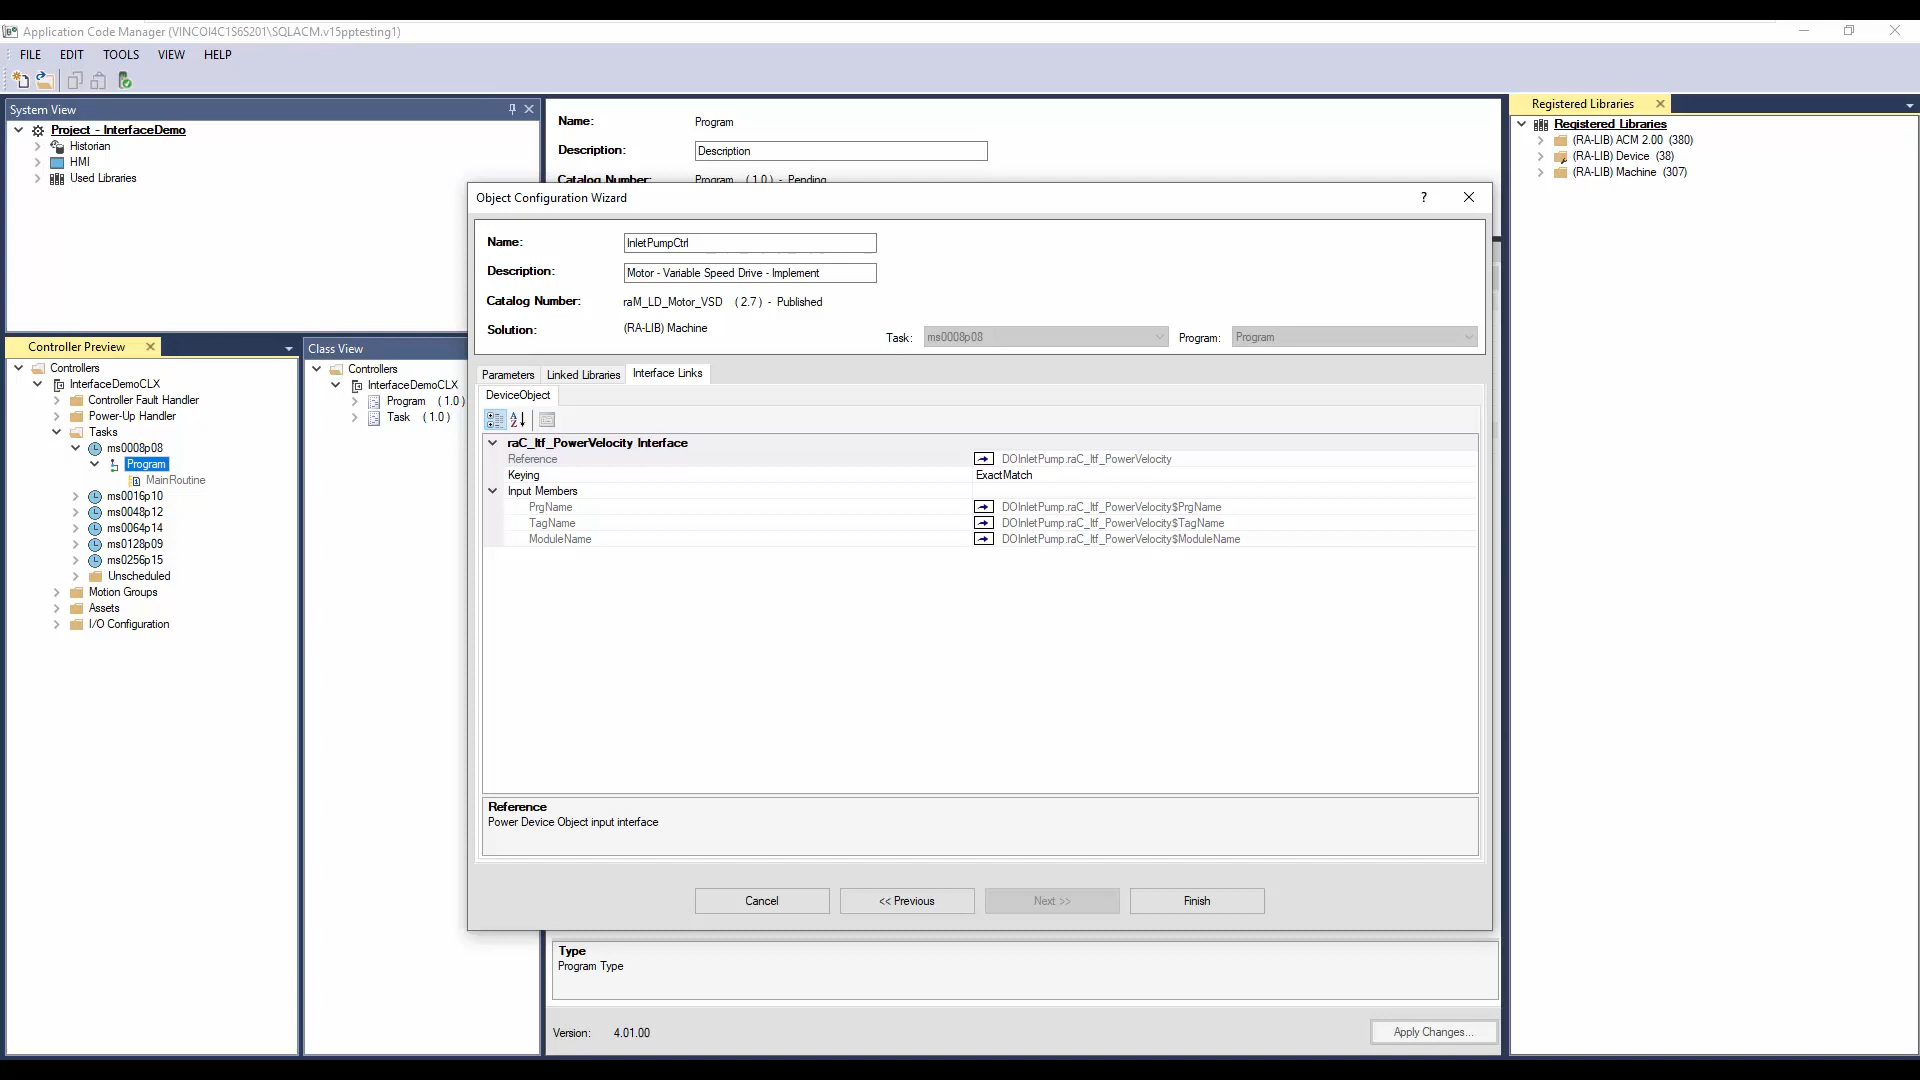 Application Code Manager (VINCOI4C1S6S201\SQLACM.v15pptesting1)
FILE EDIT TOOLS VIEW HELP
System View
Project - InterfaceDemo
Historian
HMI
Used Libraries
Controller Preview
Controllers
InterfaceDemoCLX
Controller Fault Handler
Power-Up Handler
Tasks
ms0008p08
Program
MainRoutine
ms0016p10
ms0048p12
ms0064p14
ms0128p09
ms0256p15
Unscheduled
Motion Groups
Assets
I/O Configuration
Class View
Controllers
InterfaceDemoCLX
Program (1.0)
Task (1.0)
Name: Program
Description: Description
Catalog Number: Program (1.0) - Pending
Object Configuration Wizard
Name: InletPumpCtrl
Description: Motor - Variable Speed Drive - Implement
Catalog Number: raM_LD_Motor_VSD (2.7) - Published
Solution: (RA-LIB) Machine
Task: ms0008p08 Program: Program
Parameters Linked Libraries Interface Links
DeviceObject
raC_Itf_PowerVelocity Interface
Reference DOInletPump.raC_Itf_PowerVelocity
Keying ExactMatch
Input Members
PrgName DOInletPump.raC_Itf_PowerVelocity$PrgName
TagName DOInletPump.raC_Itf_PowerVelocity$TagName
ModuleName DOInletPump.raC_Itf_PowerVelocity$ModuleName
Reference
Power Device Object input interface
Cancel << Previous Next >> Finish
Type
Program Type
Version: 4.01.00
Apply Changes...
Registered Libraries
Registered Libraries
(RA-LIB) ACM 2.00 (380)
(RA-LIB) Device (38)
(RA-LIB) Machine (307)